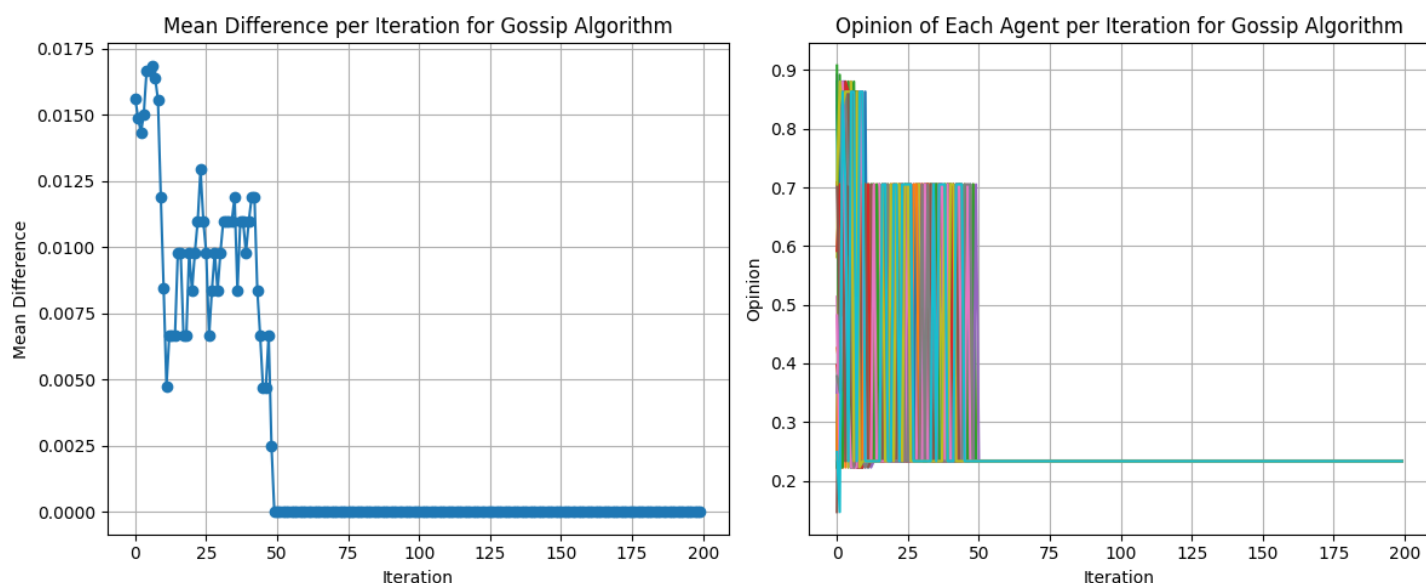 Mean Difference per Iteration for Gossip Algorithm
0.0175
0.0150
0.0125
0.0100
0.0075
0.0050
0.0025
0.0000
Mean Difference
0 25 50 75 100 125 150 175 200
Iteration
Opinion of Each Agent per Iteration for Gossip Algorithm
0.9
0.8
0.7
0.6
0.5
0.4
0.3
0.2
Opinion
0 25 50 75 100 125 150 175 200
Iteration